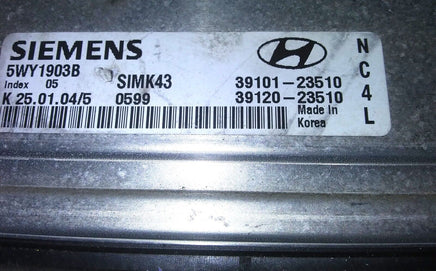 SIEMENS
5WY1903B
Index 05 SIMK43
K 25.01.04/5 0599
39101-23510
39120-23510
Made in
Korea
NC4L